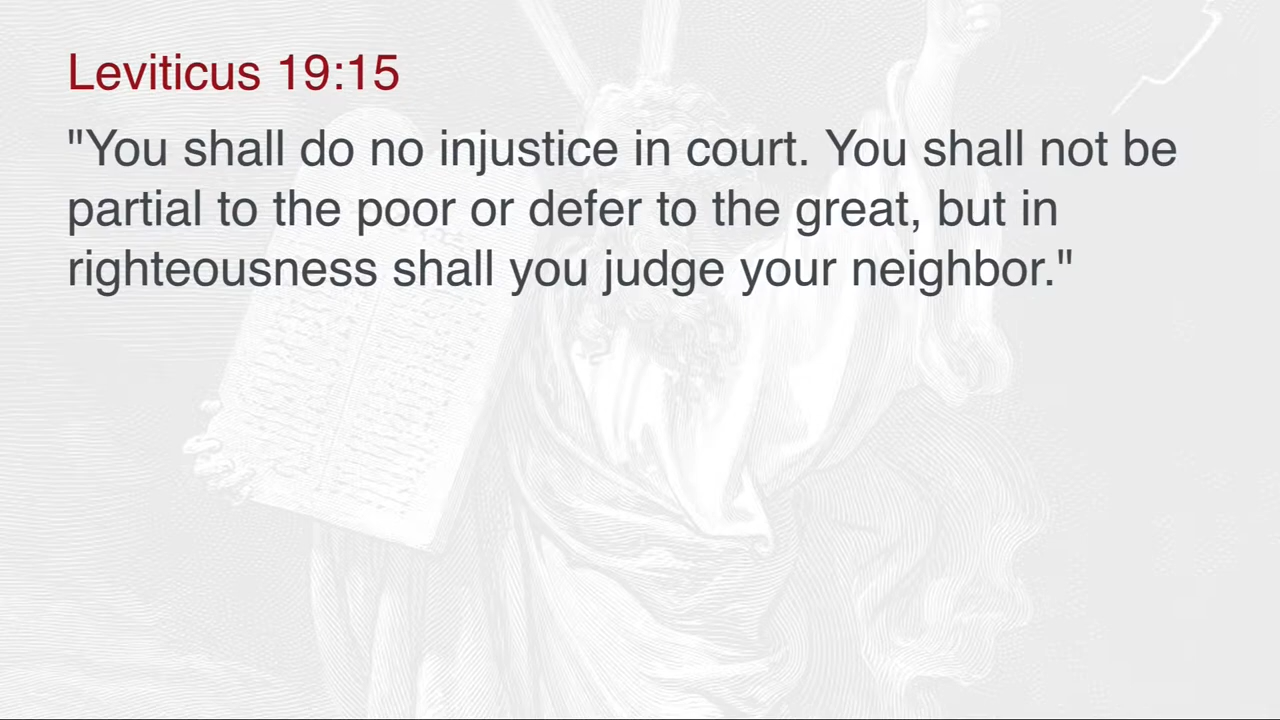 Leviticus 19:15
"You shall do no injustice in court. You shall not be
partial to the poor or defer to the great, but in
righteousness shall you judge your neighbor."